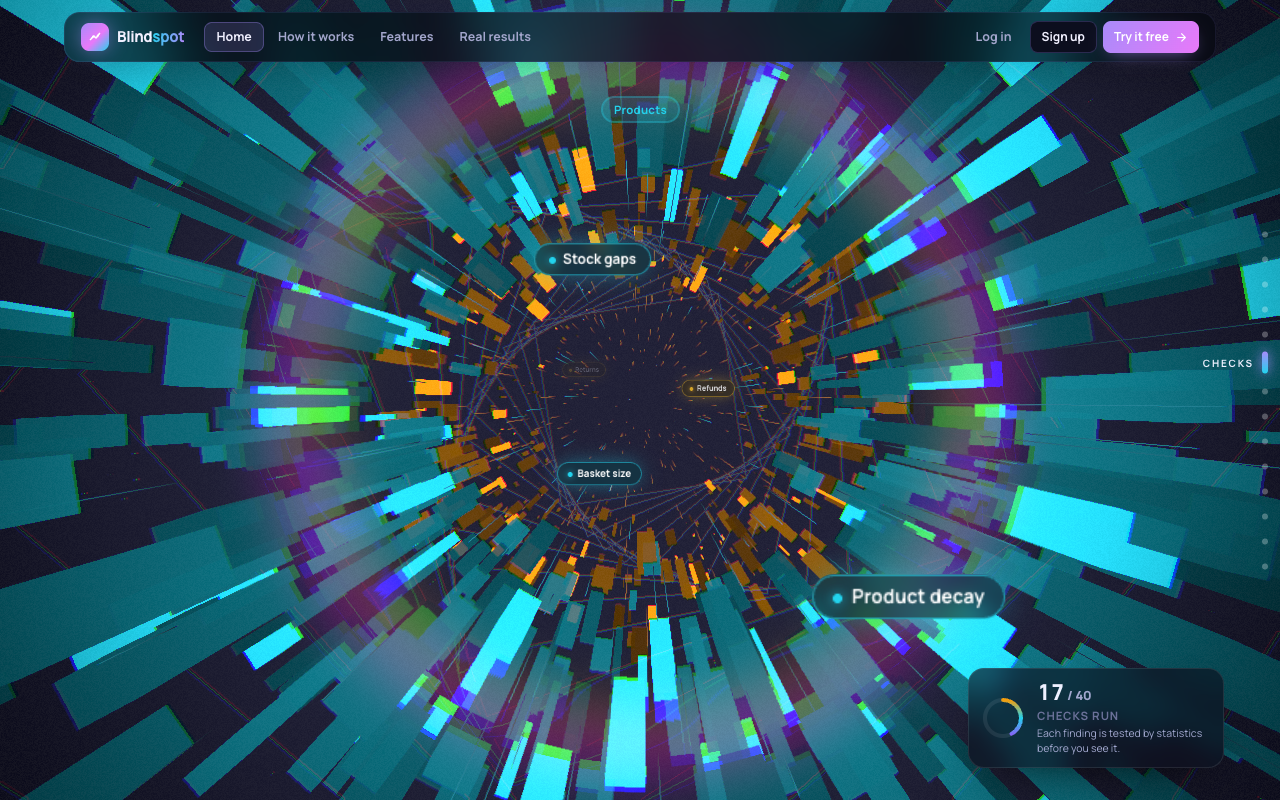 Blindspot
Home
How it works
Features
Real results
Log in
Sign up
Try it free →
Products
Stock gaps
CHECKS
Returns
Refunds
Basket size
Product decay
17 / 40
CHECKS RUN
Each finding is tested by statistics
before you see it.